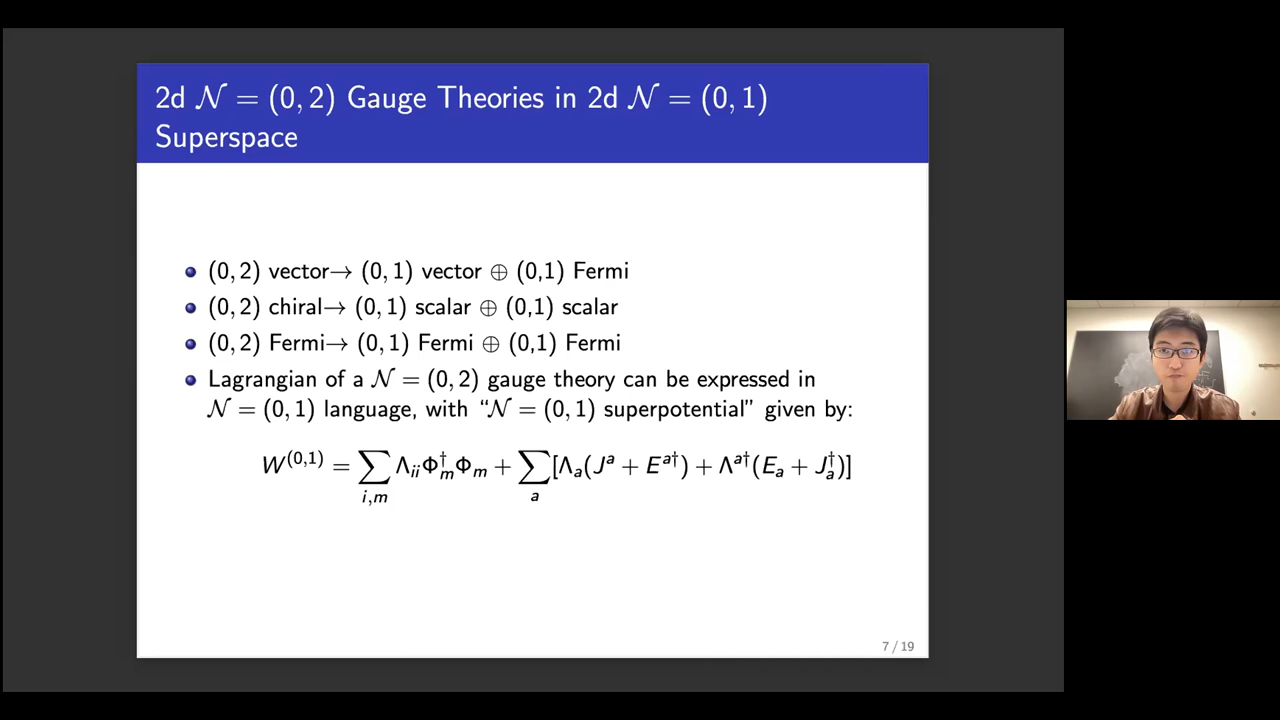 2d 𝒩 = (0, 2) Gauge Theories in 2d 𝒩 = (0, 1)
Superspace
(0, 2) vector→ (0, 1) vector ⊕ (0,1) Fermi
(0, 2) chiral→ (0, 1) scalar ⊕ (0,1) scalar
(0, 2) Fermi→ (0, 1) Fermi ⊕ (0,1) Fermi
Lagrangian of a 𝒩 = (0, 2) gauge theory can be expressed in
𝒩 = (0, 1) language, with “𝒩 = (0, 1) superpotential” given by:
W^{(0,1)} = ∑_{i,m} Λ_{ii}Φ_m^†Φ_m + ∑_a [Λ_a(J^a + E^{a†}) + Λ^{a†}(E_a + J_a^†)]
7 / 19